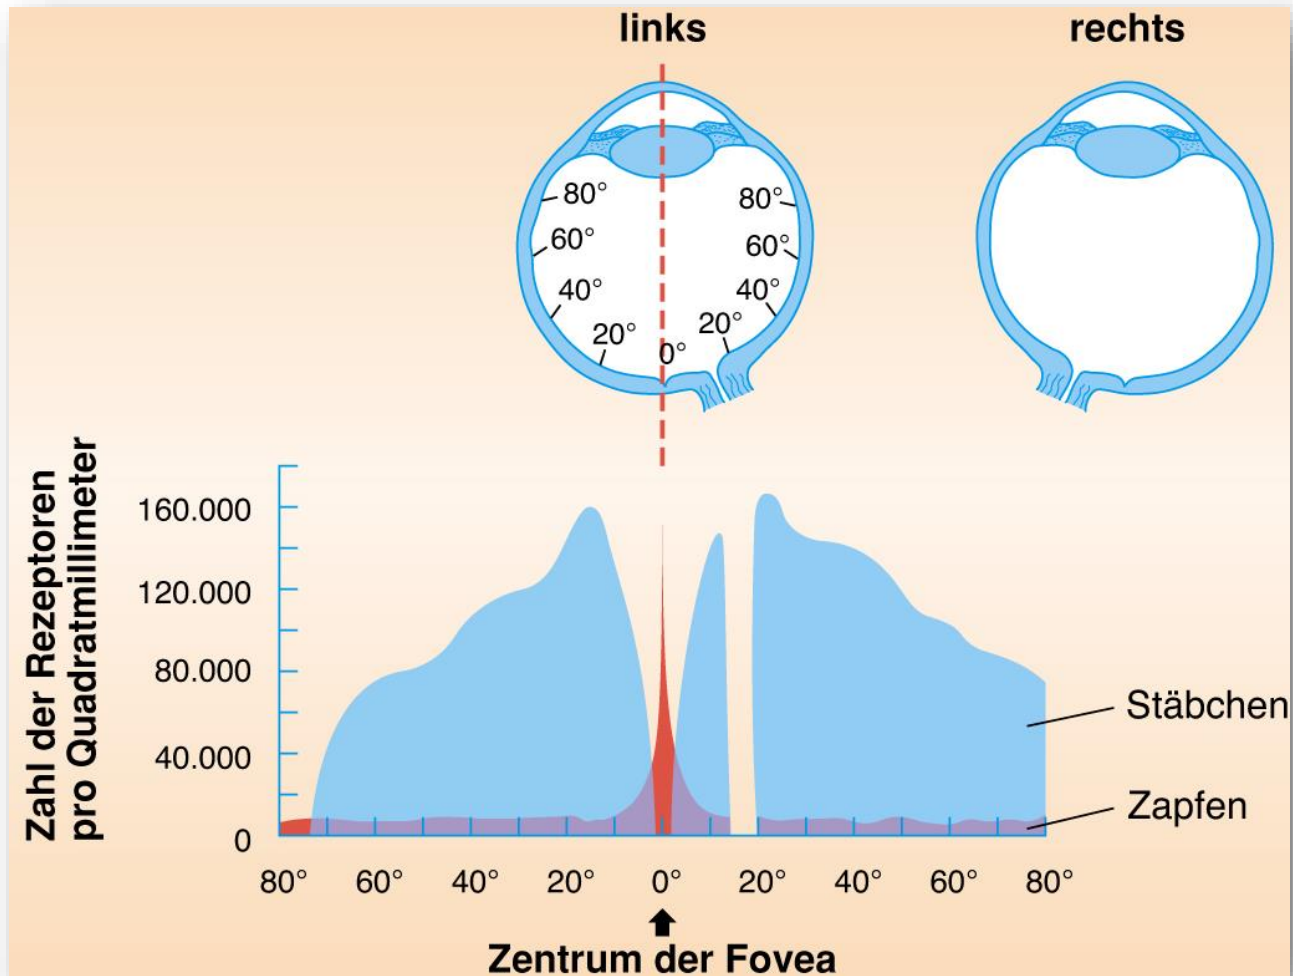 links
rechts
80°
80°
60°
60°
40°
40°
20°
20°
0°
Zahl der Rezeptoren
pro Quadratmillimeter
160.000
120.000
80.000
40.000
0
Stäbchen
Zapfen
80° 60° 40° 20° 0° 20° 40° 60° 80°
Zentrum der Fovea